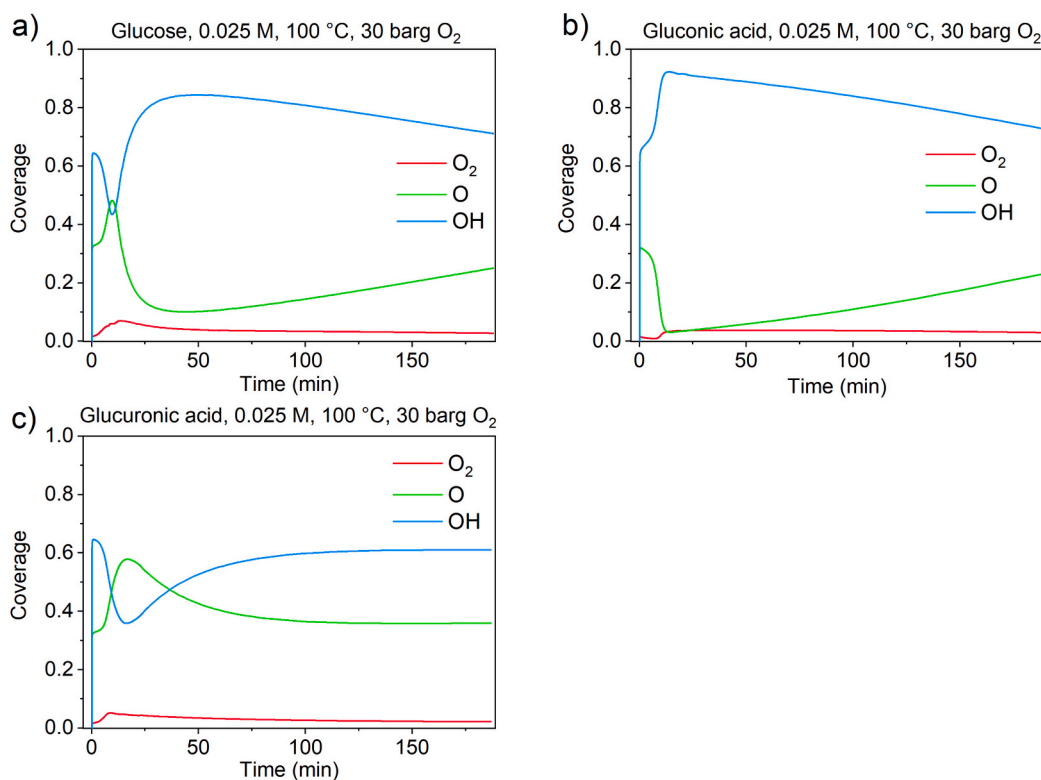 a)
Glucose, 0.025 M, 100 °C, 30 barg O₂
1.0
0.8
0.6
0.4
0.2
0.0
Coverage
O₂
O
OH
0
50
100
150
Time (min)
b)
Gluconic acid, 0.025 M, 100 °C, 30 barg O₂
1.0
0.8
0.6
0.4
0.2
0.0
Coverage
O₂
O
OH
0
50
100
150
Time (min)
c)
Glucuronic acid, 0.025 M, 100 °C, 30 barg O₂
1.0
0.8
0.6
0.4
0.2
0.0
Coverage
O₂
O
OH
0
50
100
150
Time (min)